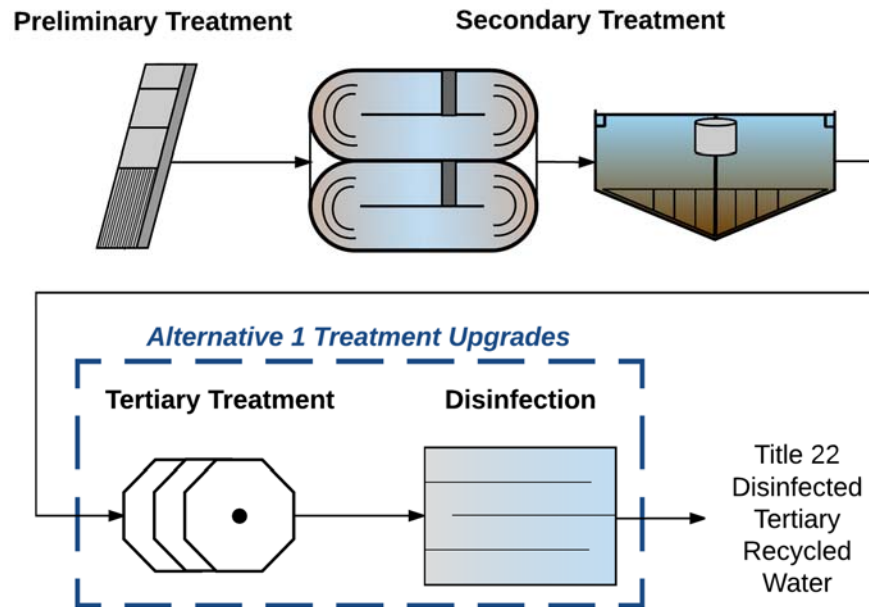 Preliminary Treatment
Secondary Treatment
Alternative 1 Treatment Upgrades
Tertiary Treatment
Disinfection
Title 22
Disinfected
Tertiary
Recycled
Water